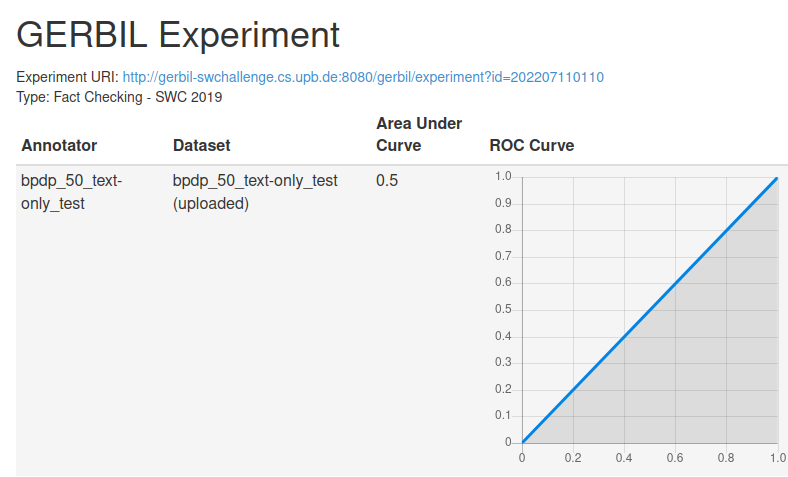 GERBIL Experiment
Experiment URI: http://gerbil-swchallenge.cs.upb.de:8080/gerbil/experiment?id=202207110110
Type: Fact Checking - SWC 2019
Annotator
Dataset
Area Under
Curve
ROC Curve
bpdp_50_text-
only_test
bpdp_50_text-only_test
(uploaded)
0.5
1.0
0.9
0.8
0.7
0.6
0.5
0.4
0.3
0.2
0.1
0
0 0.2 0.4 0.6 0.8 1.0